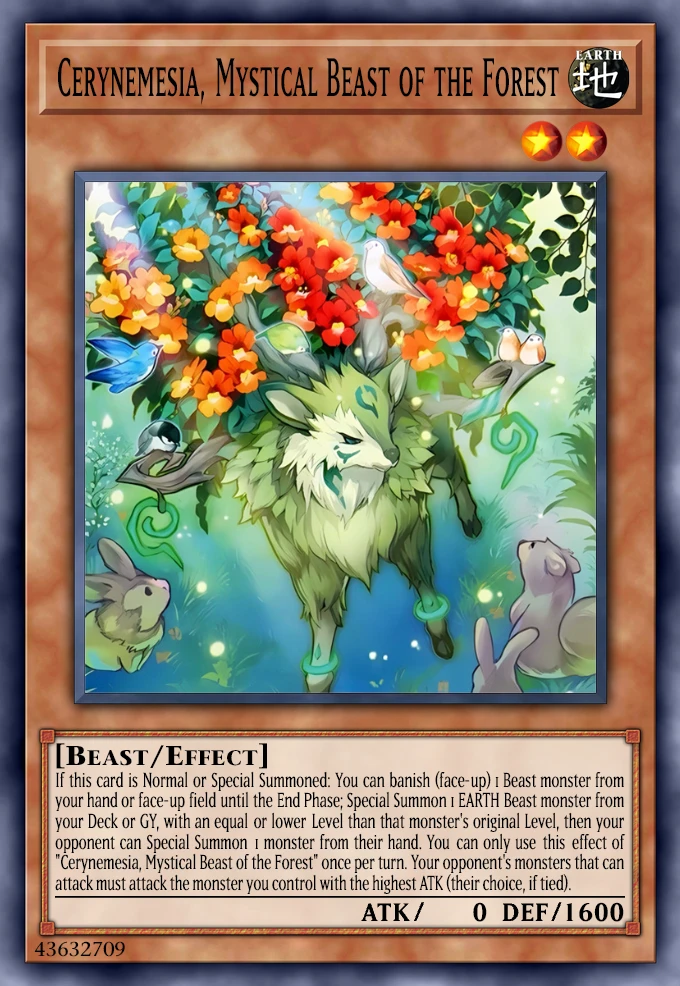 Cerynemesia, Mystical Beast of the Forest
EARTH
地
[Beast/Effect]
If this card is Normal or Special Summoned: You can banish (face-up) 1 Beast monster from
your hand or face-up field until the End Phase; Special Summon 1 EARTH Beast monster from
your Deck or GY, with an equal or lower Level than that monster's original Level, then your
opponent can Special Summon 1 monster from their hand. You can only use this effect of
"Cerynemesia, Mystical Beast of the Forest" once per turn. Your opponent's monsters that can
attack must attack the monster you control with the highest ATK (their choice, if tied).
ATK/ 0 DEF/1600
43632709